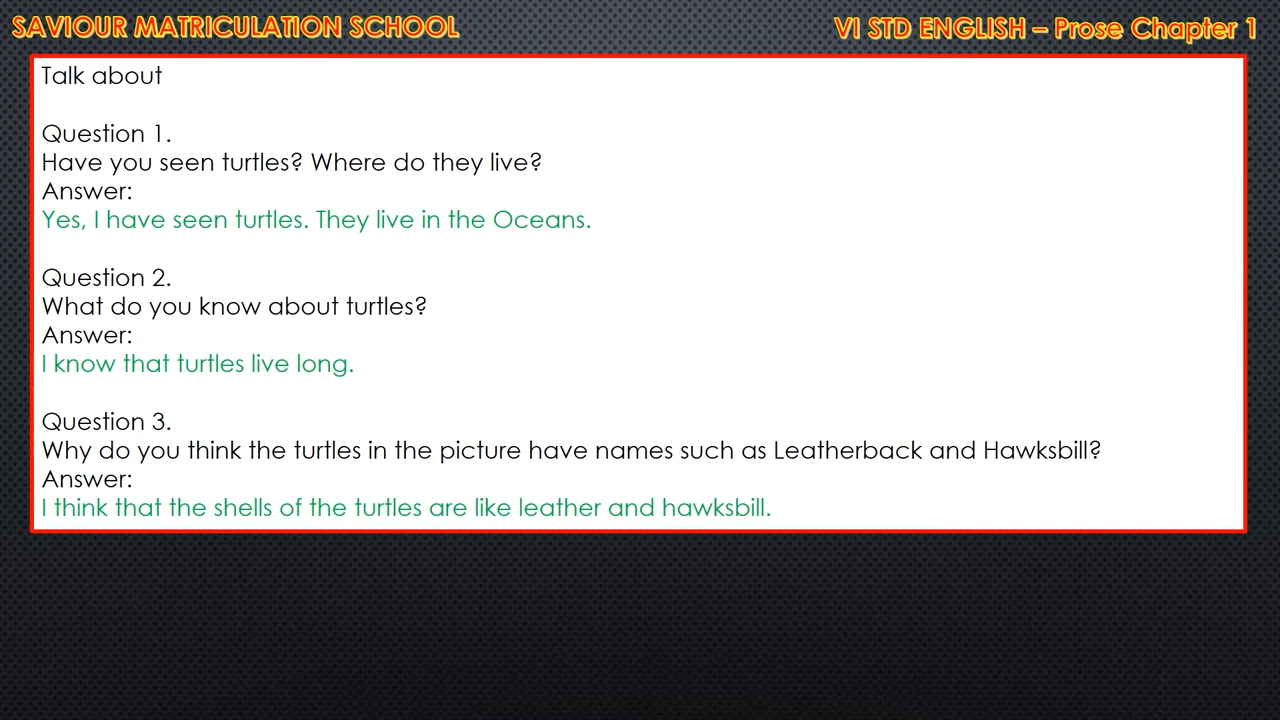 SAVIOUR MATRICULATION SCHOOL
VI STD ENGLISH – Prose Chapter 1
Talk about
Question 1.
Have you seen turtles? Where do they live?
Answer:
Yes, I have seen turtles. They live in the Oceans.
Question 2.
What do you know about turtles?
Answer:
I know that turtles live long.
Question 3.
Why do you think the turtles in the picture have names such as Leatherback and Hawksbill?
Answer:
I think that the shells of the turtles are like leather and hawksbill.